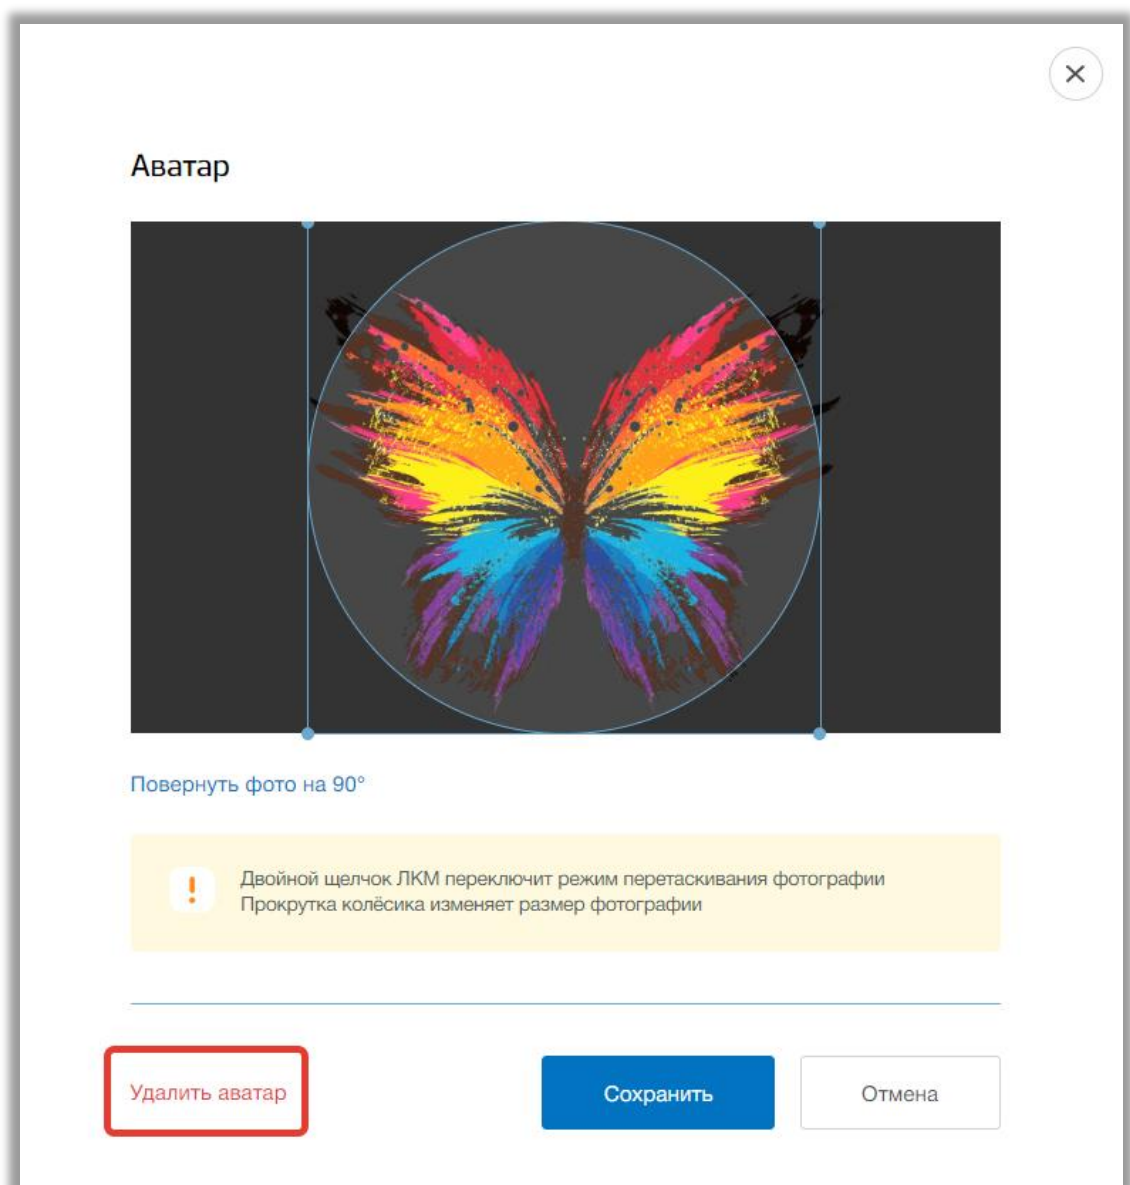 Аватар
Повернуть фото на 90°
Двойной щелчок ЛКМ переключит режим перетаскивания фотографии
Прокрутка колёсика изменяет размер фотографии
Удалить аватар
Сохранить
Отмена